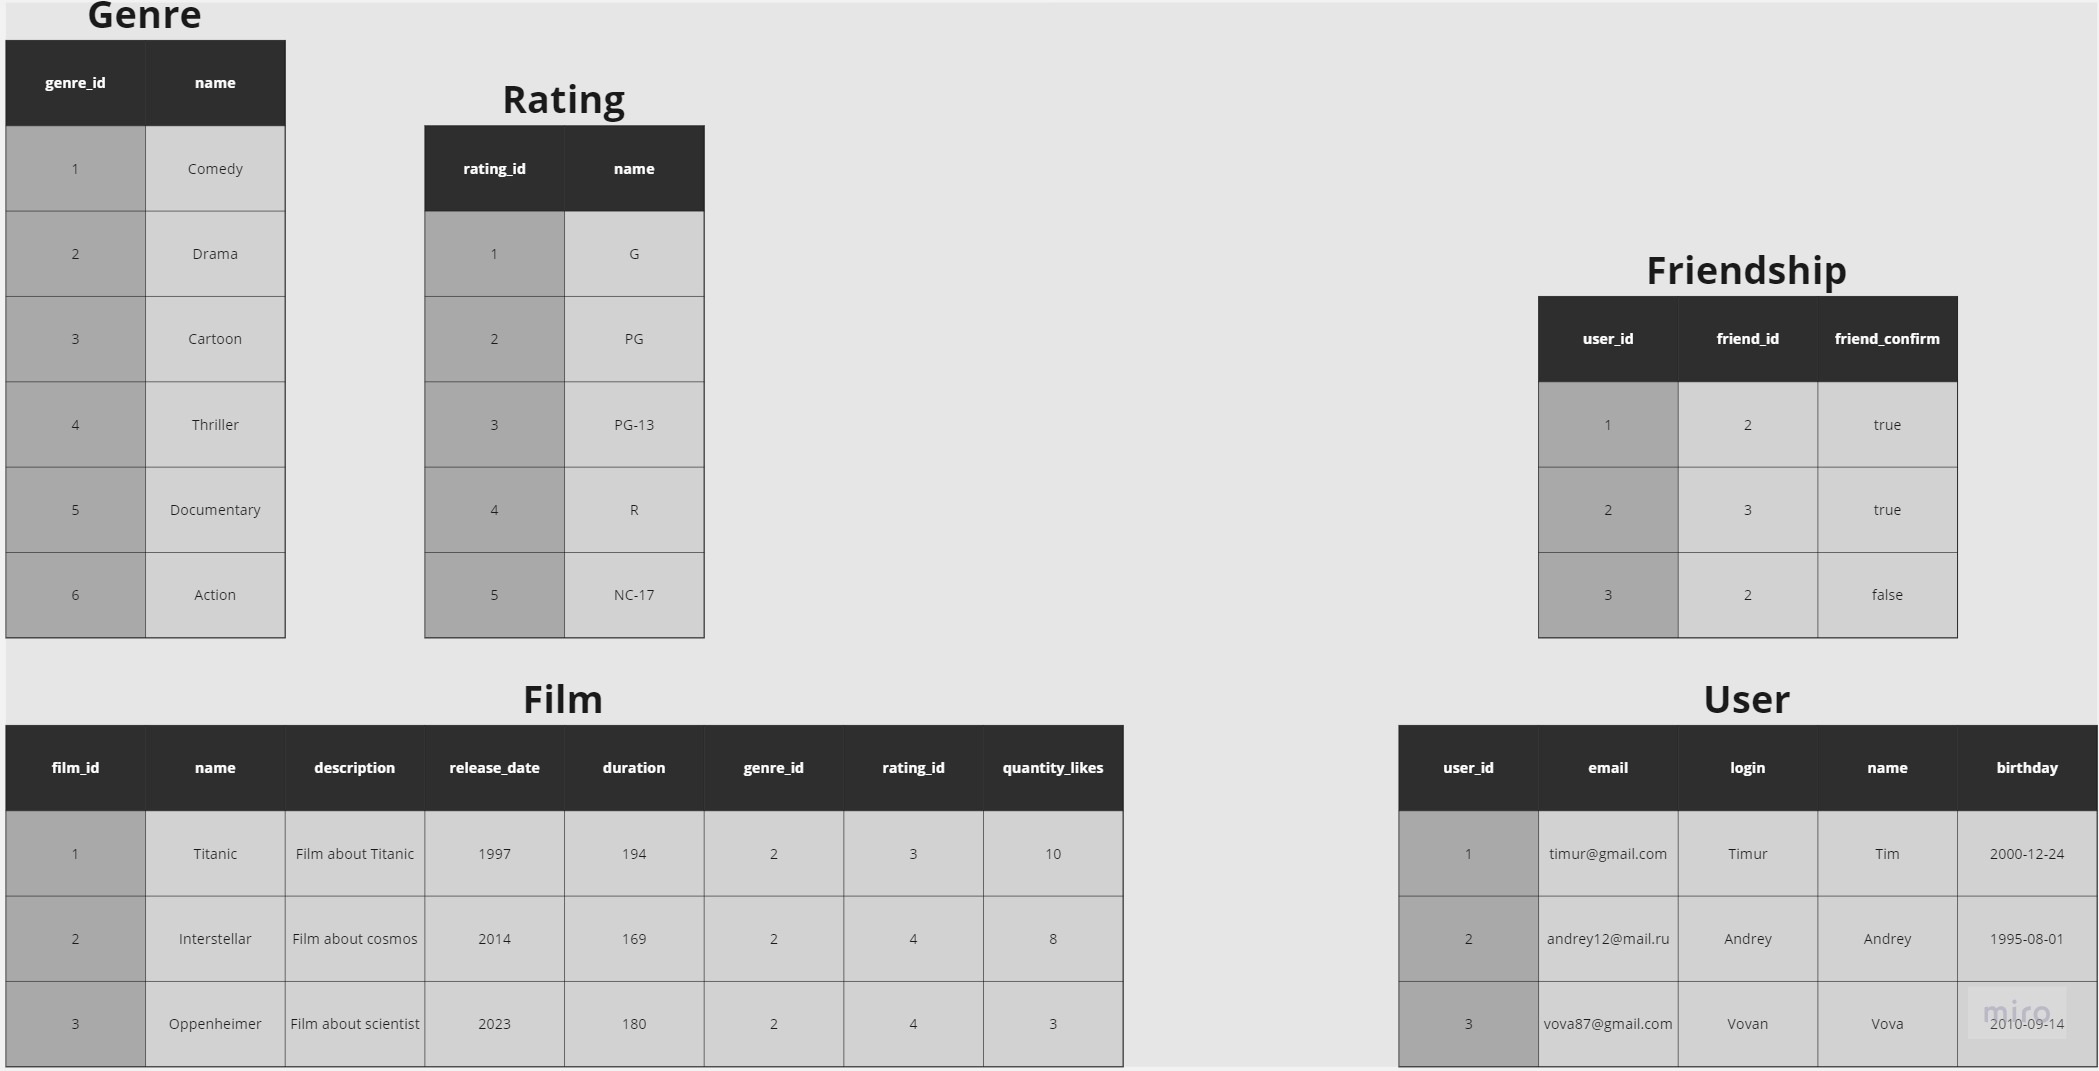 Genre
genre_id name
1 Comedy
2 Drama
3 Cartoon
4 Thriller
5 Documentary
6 Action
Rating
rating_id name
1 G
2 PG
3 PG-13
4 R
5 NC-17
Friendship
user_id friend_id friend_confirm
1 2 true
2 3 true
3 2 false
Film
film_id name description release_date duration genre_id rating_id quantity_likes
1 Titanic Film about Titanic 1997 194 2 3 10
2 Interstellar Film about cosmos 2014 169 2 4 8
3 Oppenheimer Film about scientist 2023 180 2 4 3
User
user_id email login name birthday
1 timur@gmail.com Timur Tim 2000-12-24
2 andrey12@mail.ru Andrey Andrey 1995-08-01
3 vova87@gmail.com Vovan Vova 2010-09-14
miro